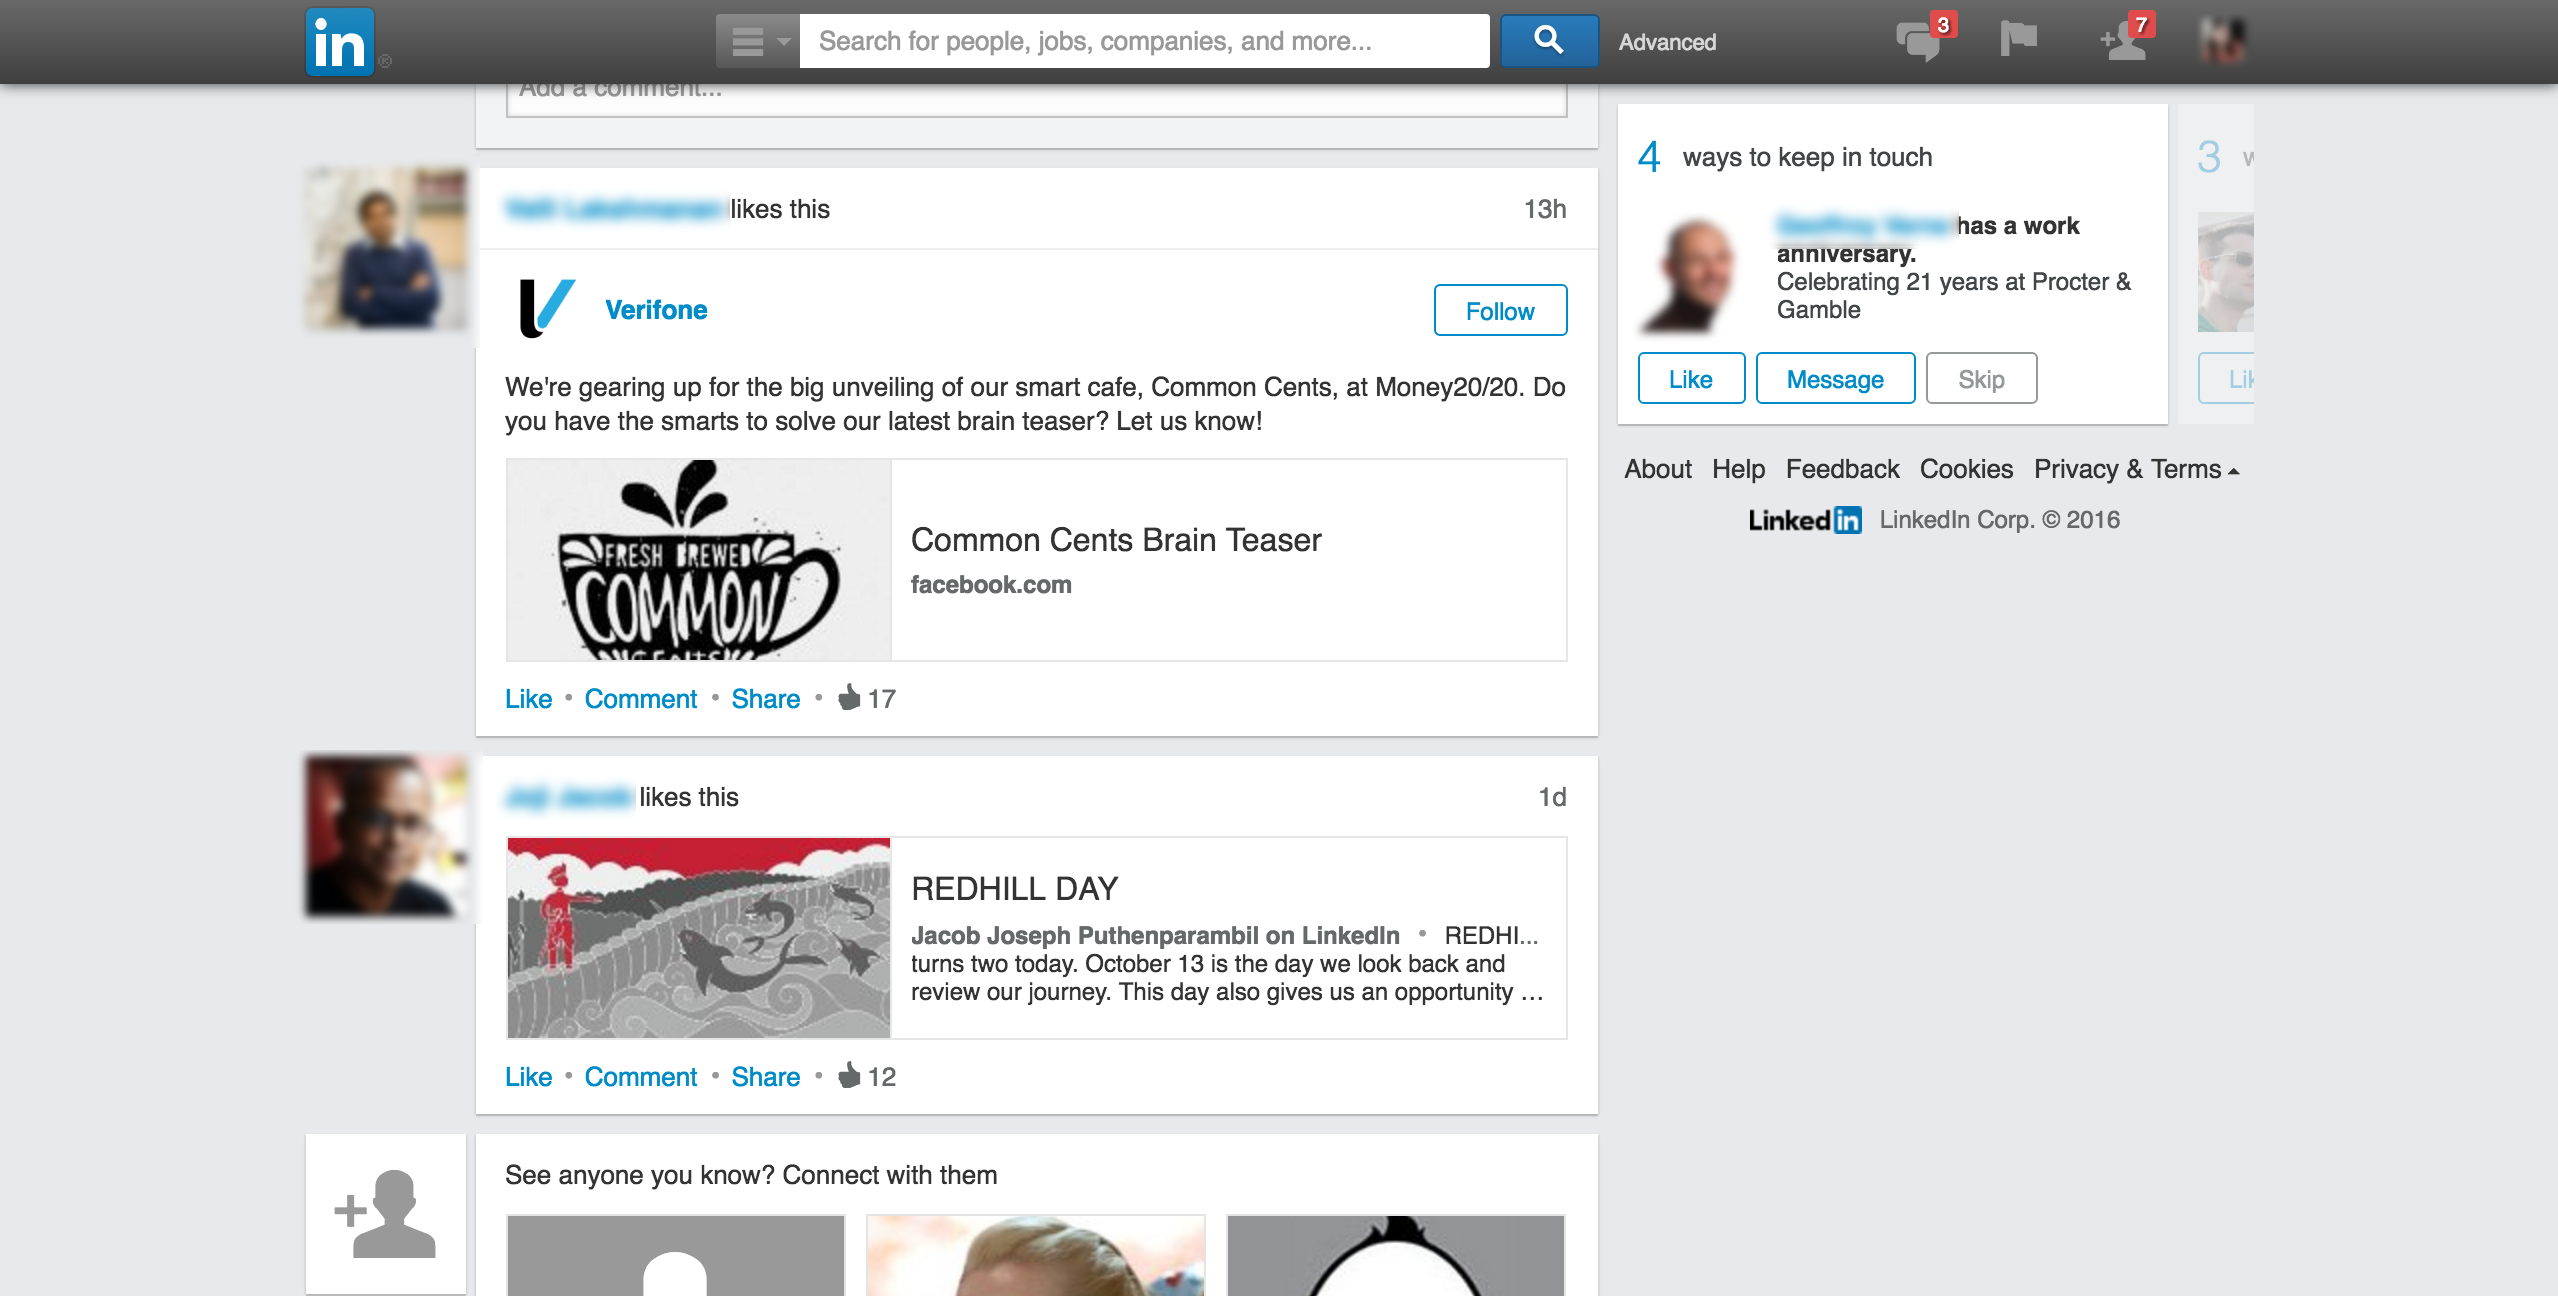 in
Search for people, jobs, companies, and more...
Advanced
3
7
Add a comment...
likes this
13h
Verifone
Follow
We're gearing up for the big unveiling of our smart cafe, Common Cents, at Money20/20. Do
you have the smarts to solve our latest brain teaser? Let us know!
FRESH BREWED
COMMON
CENTS
Common Cents Brain Teaser
facebook.com
Like • Comment • Share • 17
likes this
1d
REDHILL DAY
Jacob Joseph Puthenparambil on LinkedIn • REDHI...
turns two today. October 13 is the day we look back and
review our journey. This day also gives us an opportunity ...
Like • Comment • Share • 12
See anyone you know? Connect with them
4 ways to keep in touch
has a work
anniversary.
Celebrating 21 years at Procter &
Gamble
Like
Message
Skip
3
About Help Feedback Cookies Privacy & Terms
LinkedIn LinkedIn Corp. © 2016